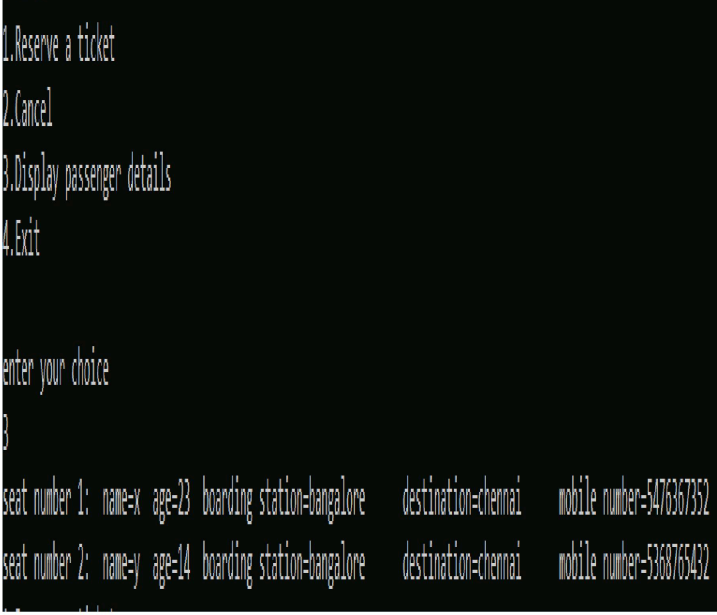 1.Reserve a ticket
2.Cancel
3.Display passenger details
4.Exit
enter your choice
3
seat number 1: name=x age=23 boarding station=bangalore destination=chennai mobile number=5476367352
seat number 2: name=y age=14 boarding station=bangalore destination=chennai mobile number=5368765432